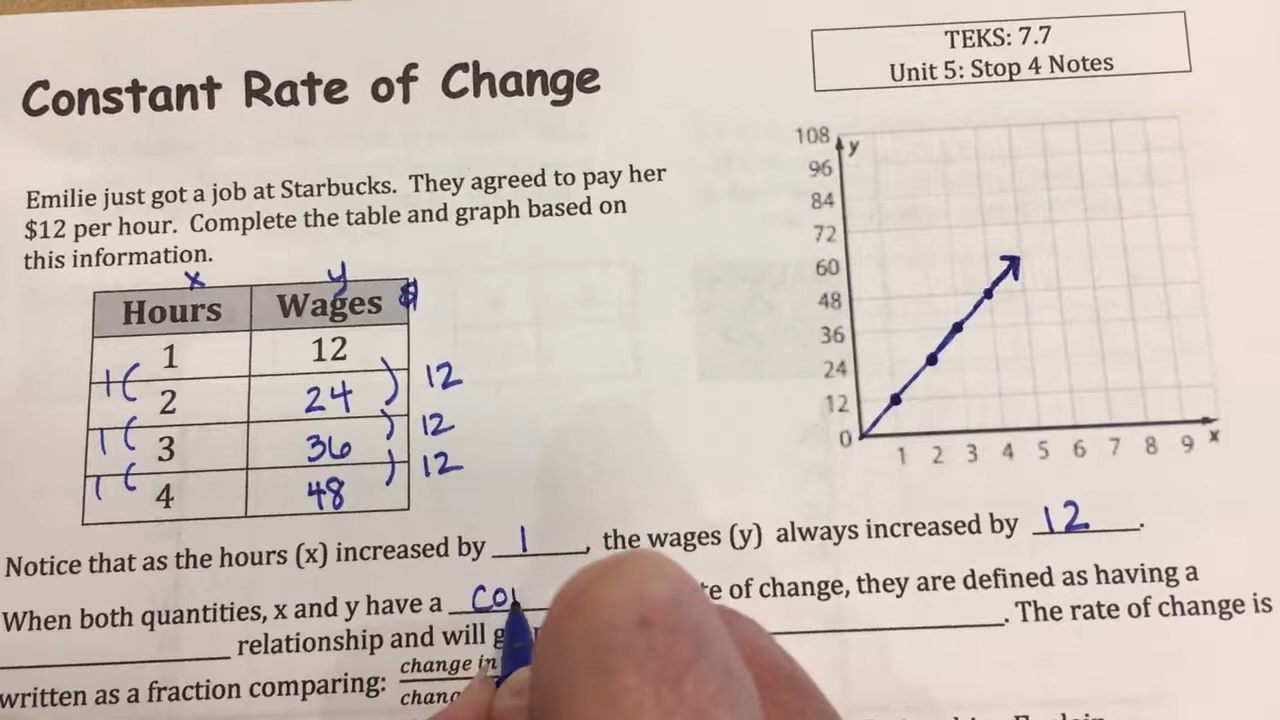 TEKS: 7.7
Unit 5: Stop 4 Notes
Constant Rate of Change
Emilie just got a job at Starbucks. They agreed to pay her
$12 per hour. Complete the table and graph based on
this information.
x y
Hours Wages $
1 12
2 24
3 36
4 48
1 12
1 12
1 12
108 y
96
84
72
60
48
36
24
12
0
1 2 3 4 5 6 7 8 9 x
Notice that as the hours (x) increased by 1, the wages (y) always increased by 12.
When both quantities, x and y have a of change, they are defined as having a
relationship and will . The rate of change is
written as a fraction comparing: change in